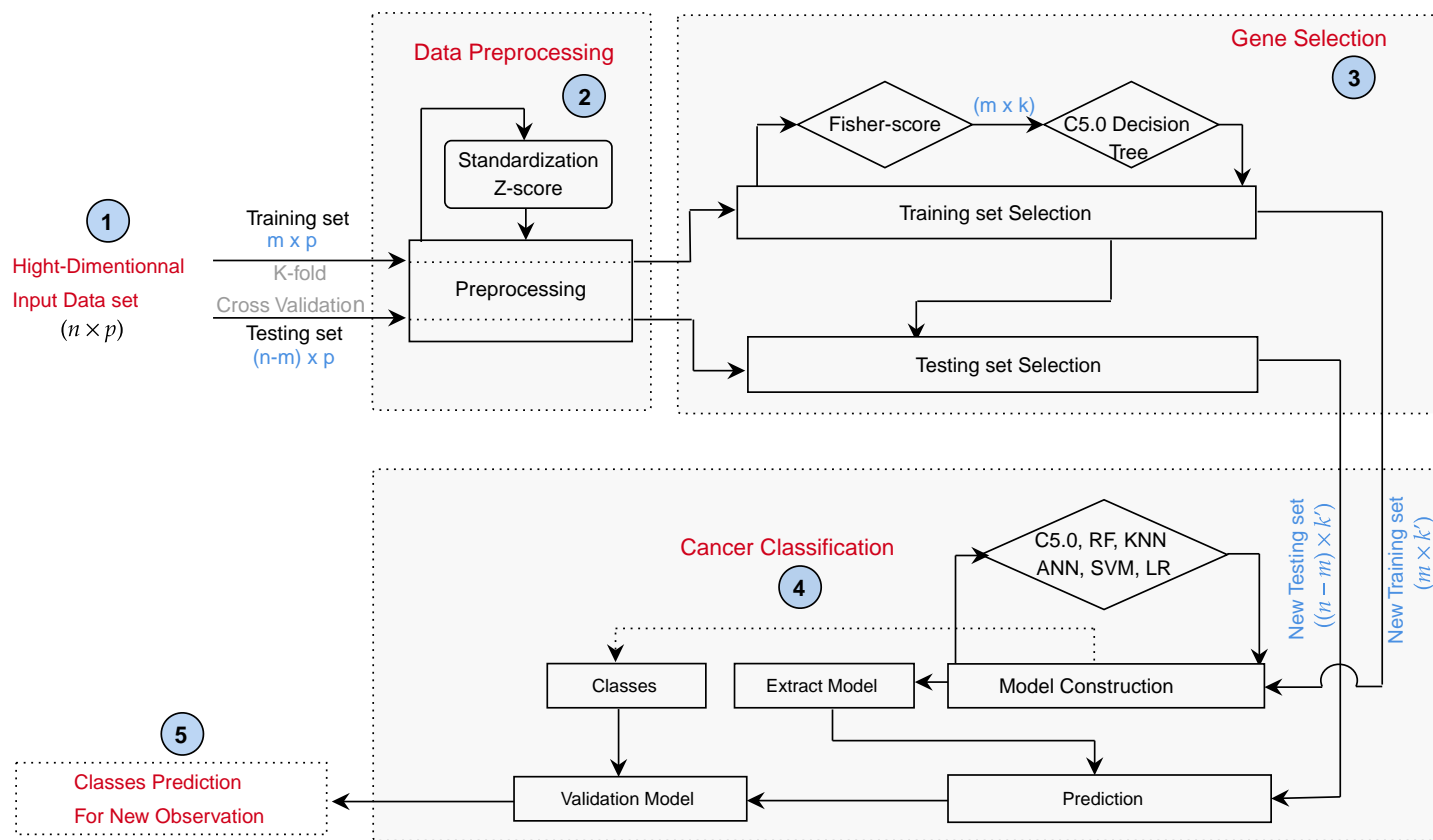 Data Preprocessing
2
Standardization
Z-score
Preprocessing
Gene Selection
3
Fisher-score
(m x k)
C5.0 Decision
Tree
Training set Selection
Testing set Selection
1
Hight-Dimentionnal
Input Data set
(n × p)
Training set
m x p
K-fold
Cross Validation
Testing set
(n-m) x p
New Testing set
((n − m) × k′)
New Training set
(m × k′)
Cancer Classification
4
C5.0, RF, KNN
ANN, SVM, LR
Classes
Extract Model
Model Construction
Validation Model
Prediction
5
Classes Prediction
For New Observation